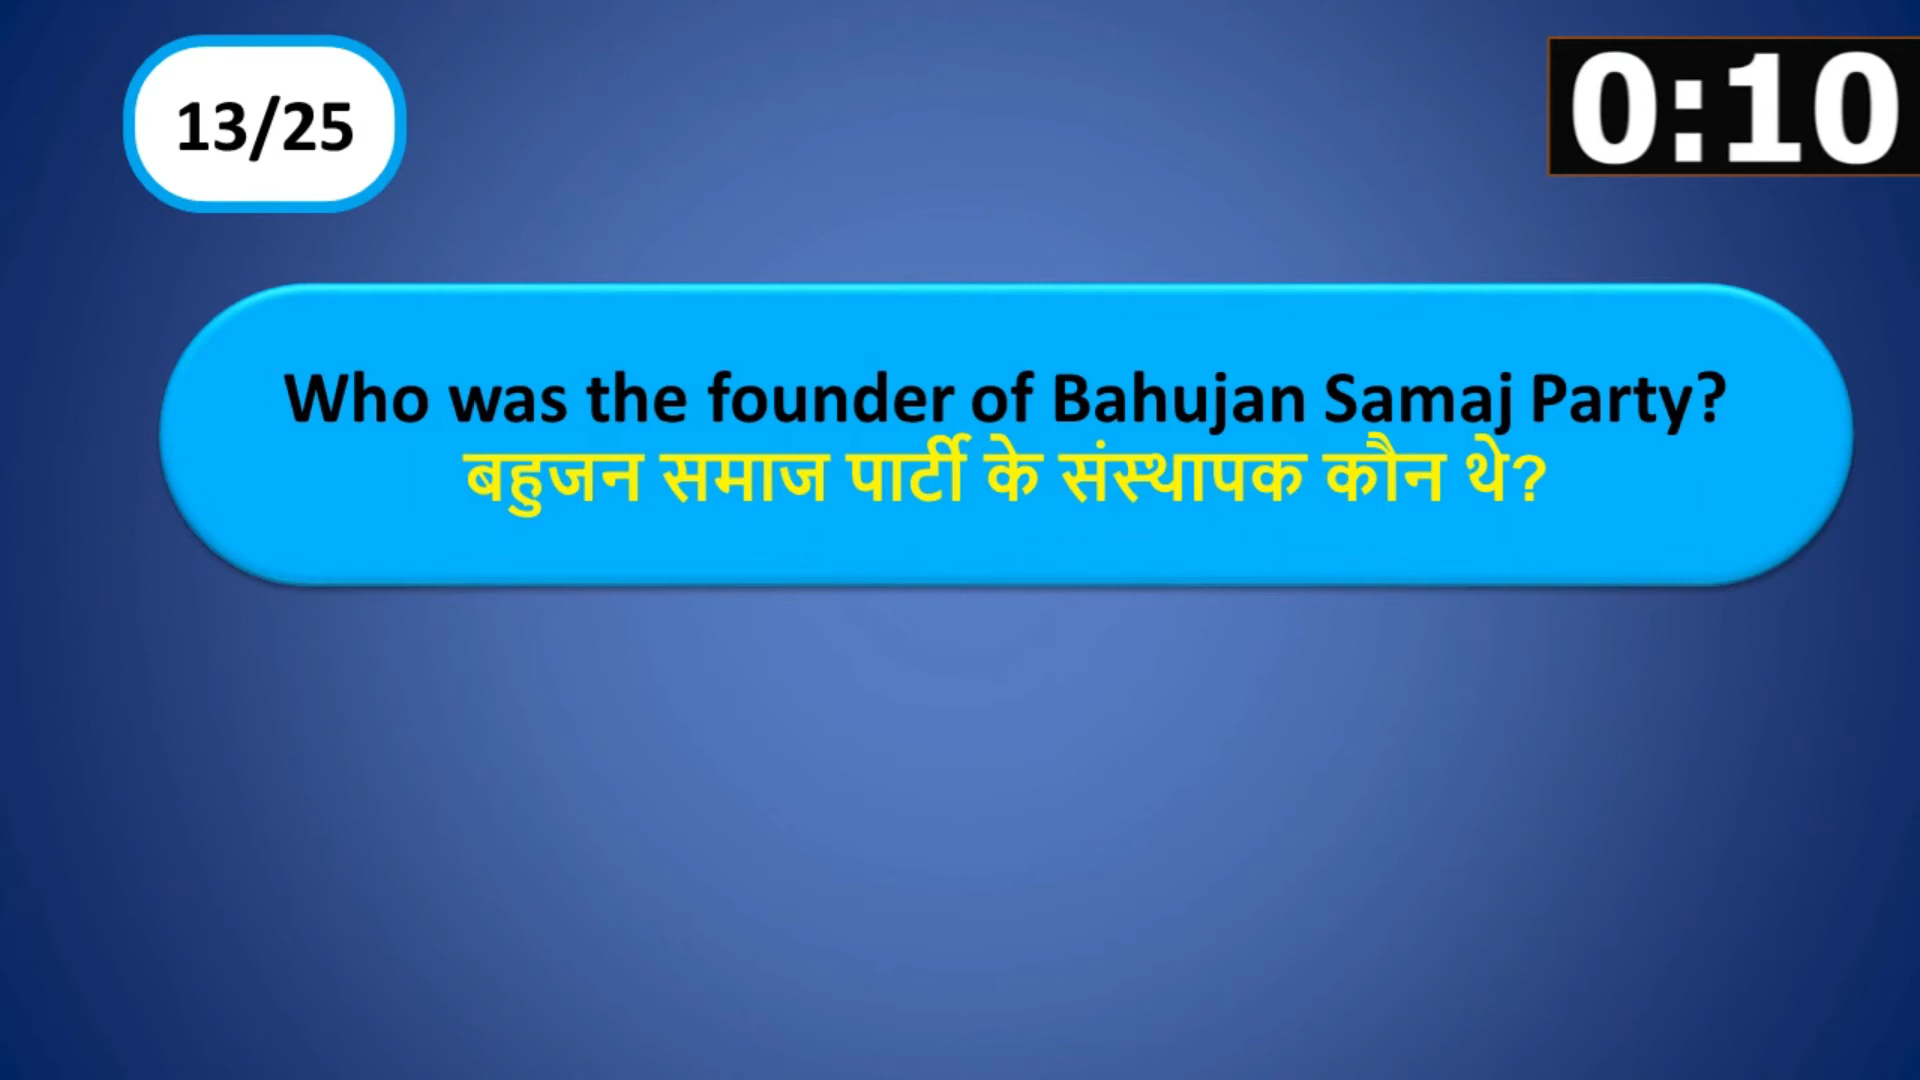 13/25
0:10
Who was the founder of Bahujan Samaj Party?
बहुजन समाज पार्टी के संस्थापक कौन थे?